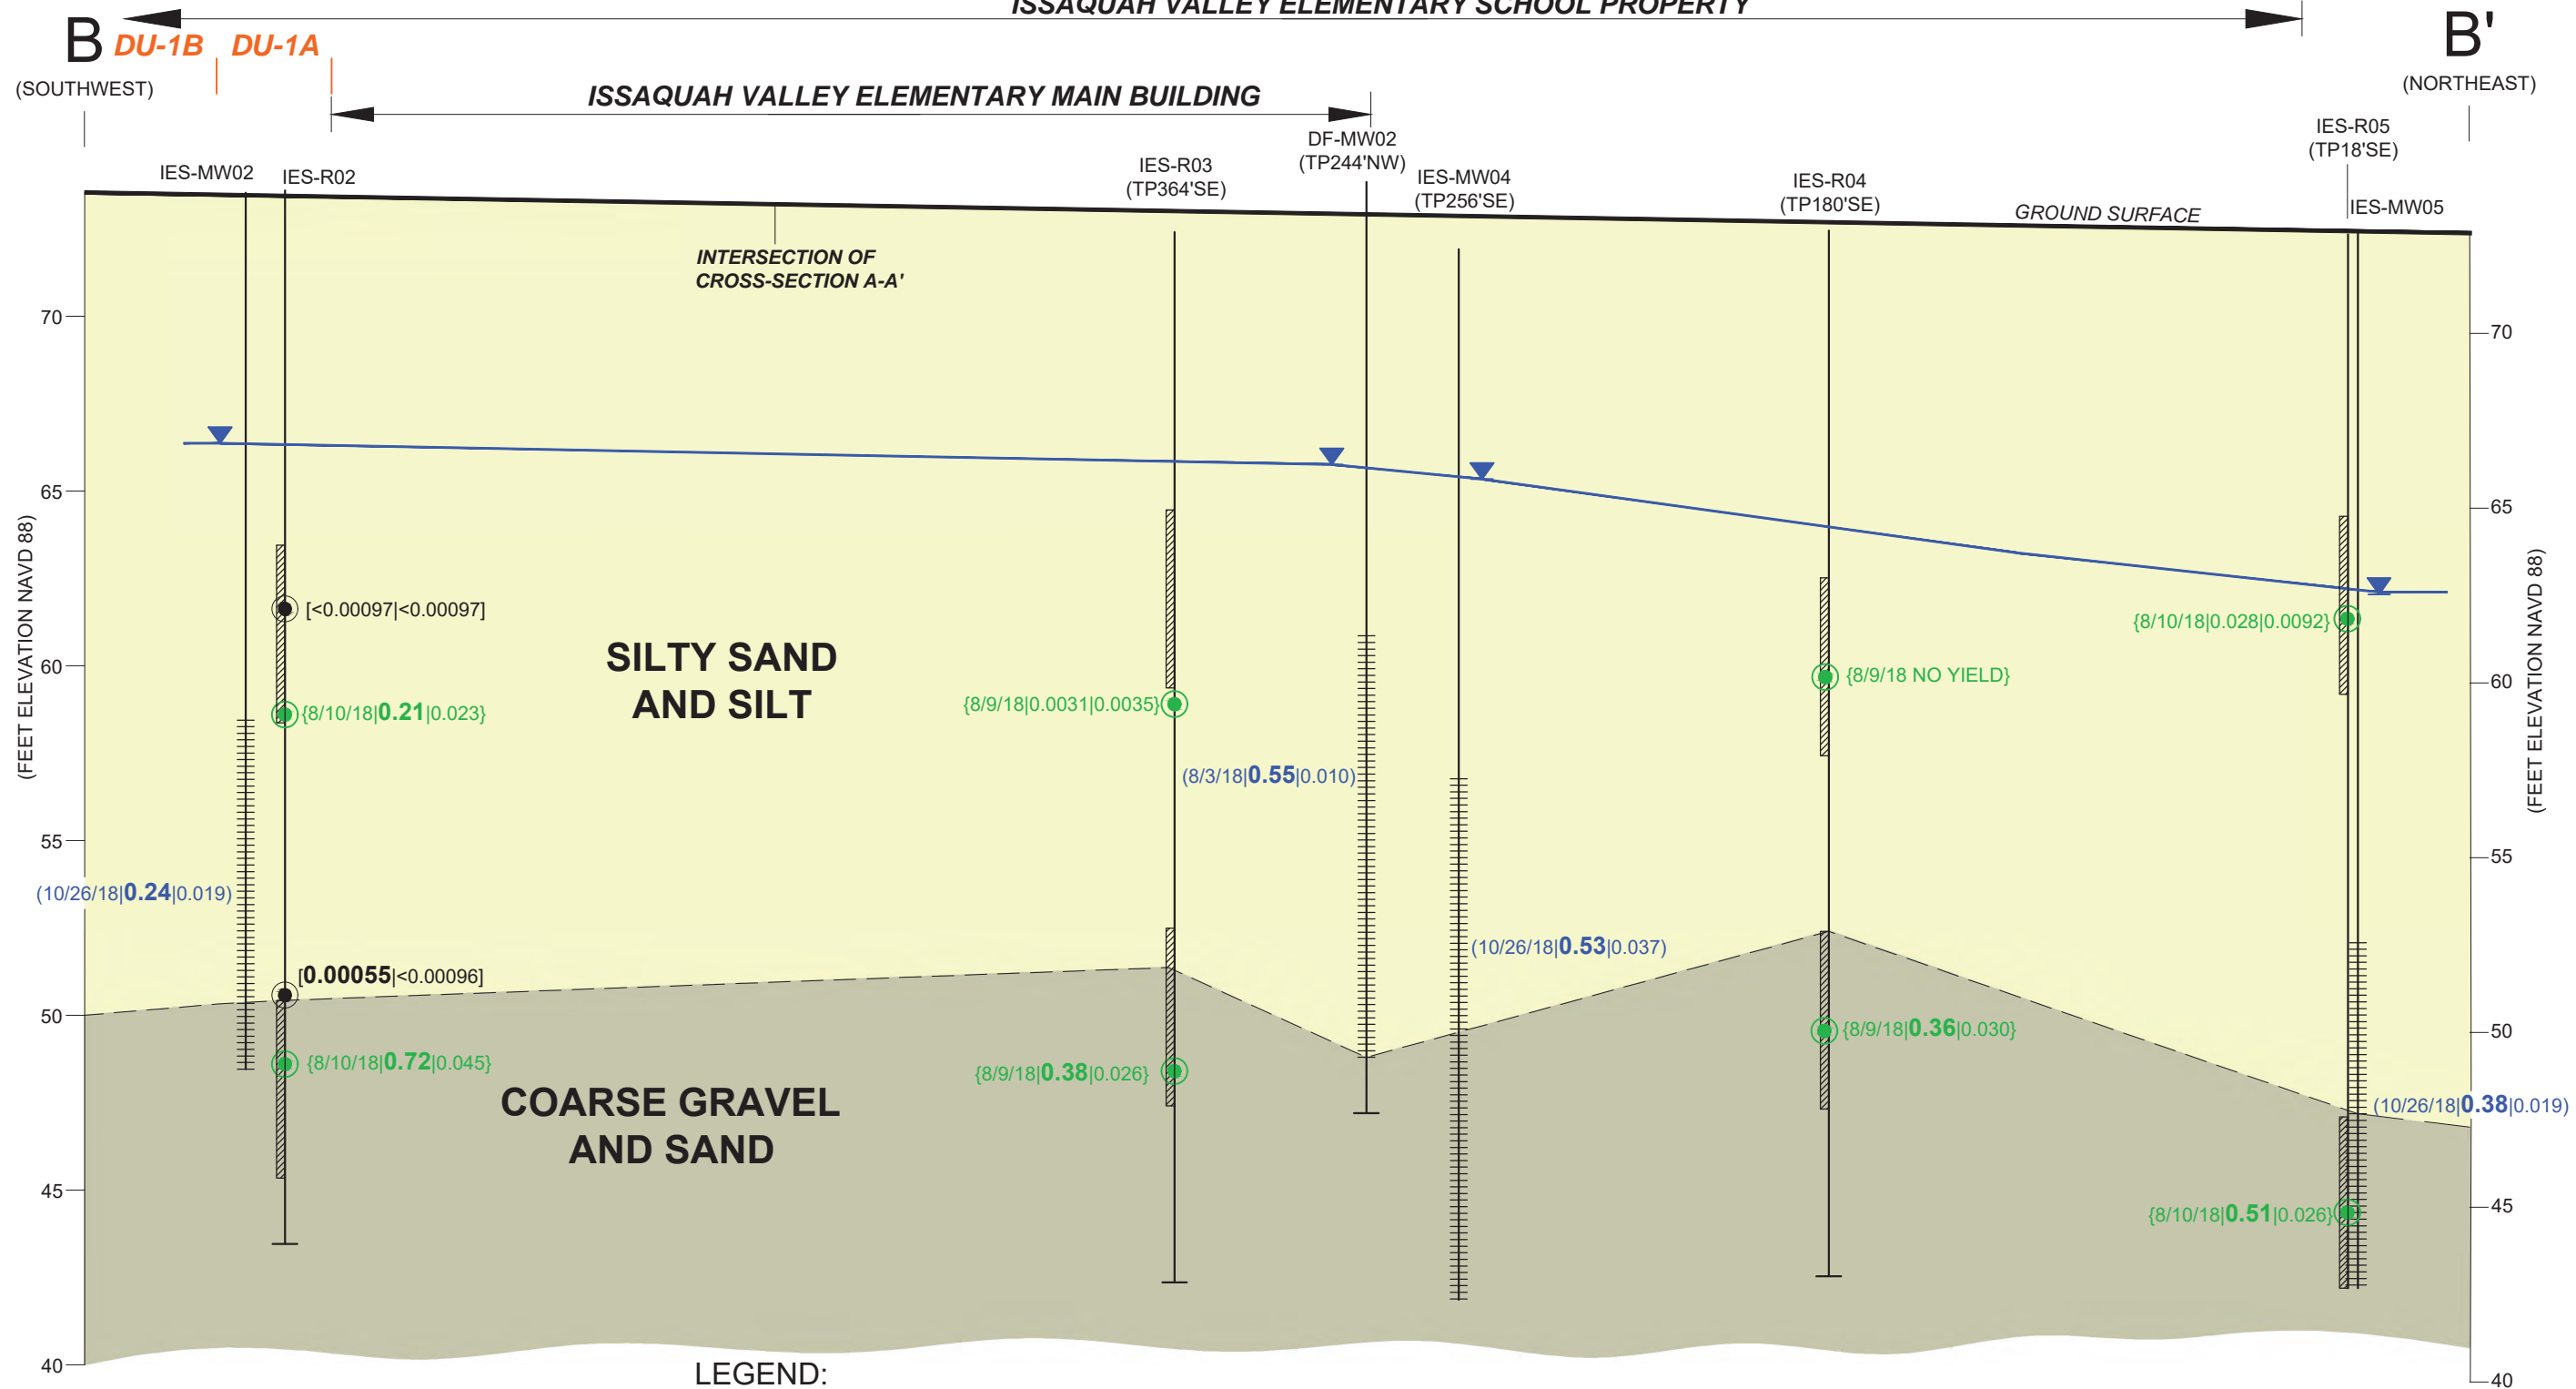 ISSAQUAH VALLEY ELEMENTARY SCHOOL PROPERTY
B
B'
DU-1B DU-1A
(SOUTHWEST)
(NORTHEAST)
ISSAQUAH VALLEY ELEMENTARY MAIN BUILDING
IES-MW02
IES-R02
IES-R03
(TP364'SE)
DF-MW02
(TP244'NW)
IES-MW04
(TP256'SE)
IES-R04
(TP180'SE)
IES-R05
(TP18'SE)
IES-MW05
GROUND SURFACE
INTERSECTION OF
CROSS-SECTION A-A'
70
65
60
55
50
45
40
(FEET ELEVATION NAVD 88)
[<0.00097|<0.00097]
{8/10/18|0.21|0.023}
SILTY SAND
AND SILT
{8/9/18|0.0031|0.0035}
(8/3/18|0.55|0.010)
{8/9/18 NO YIELD}
{8/10/18|0.028|0.0092}
(10/26/18|0.24|0.019)
[0.00055|<0.00096]
{8/10/18|0.72|0.045}
COARSE GRAVEL
AND SAND
{8/9/18|0.38|0.026}
(10/26/18|0.53|0.037)
{8/9/18|0.36|0.030}
(10/26/18|0.38|0.019)
{8/10/18|0.51|0.026}
70
65
60
55
50
45
40
(FEET ELEVATION NAVD 88)
LEGEND: